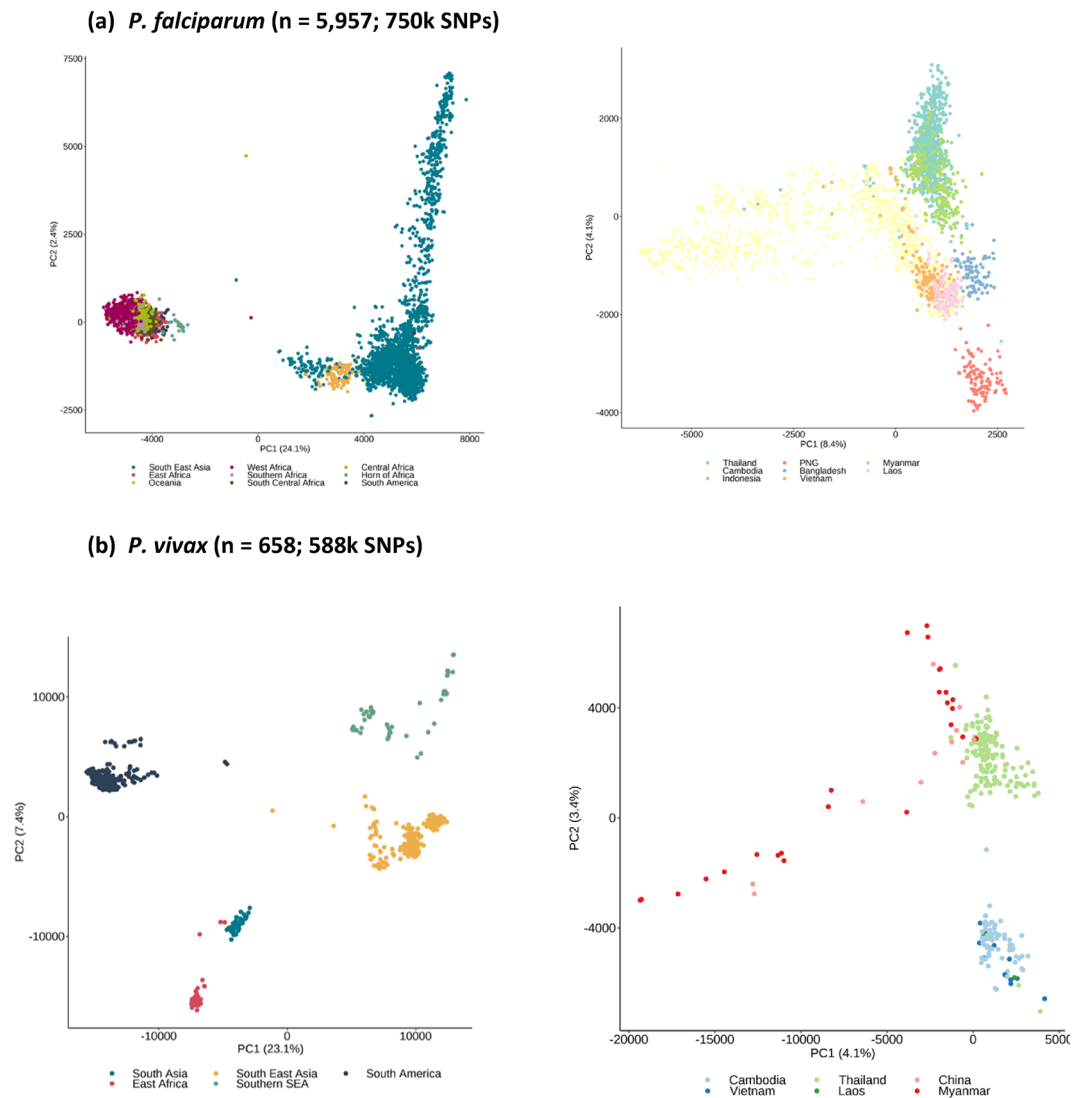 (a) P. falciparum (n = 5,957; 750k SNPs)
7500
5000
2500
0
-2500
PC2 (2.4%)
-4000 0 4000 8000
PC1 (24.1%)
South East Asia West Africa Central Africa
East Africa Southern Africa Horn of Africa
Oceania South Central Africa South America
2000
0
-2000
-4000
PC2 (4.1%)
-5000 -2500 0 2500
PC1 (8.4%)
Thailand PNG Myanmar
Cambodia Bangladesh Laos
Indonesia Vietnam
(b) P. vivax (n = 658; 588k SNPs)
10000
0
-10000
PC2 (7.4%)
-10000 0 10000
PC1 (23.1%)
South Asia South East Asia South America
East Africa Southern SEA
4000
0
-4000
PC2 (3.4%)
-20000 -15000 -10000 -5000 0 5000
PC1 (4.1%)
Cambodia Thailand China
Vietnam Laos Myanmar